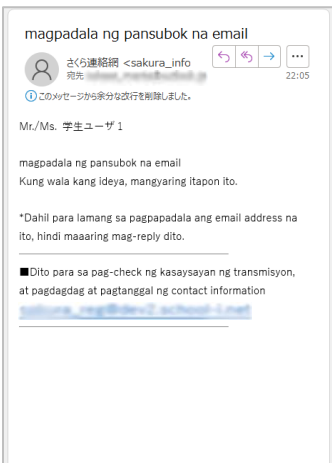 magpadala ng pansubok na email
さくら連絡網 <sakura_info
宛先
22:05
このメッセージから余分な改行を削除しました。
Mr./Ms. 学生ユーザ 1
magpadala ng pansubok na email
Kung wala kang ideya, mangyaring itapon ito.
*Dahil para lamang sa pagpapadala ang email address na
ito, hindi maaaring mag-reply dito.
■Dito para sa pag-check ng kasaysayan ng transmisyon,
at pagdagdag at pagtanggal ng contact information